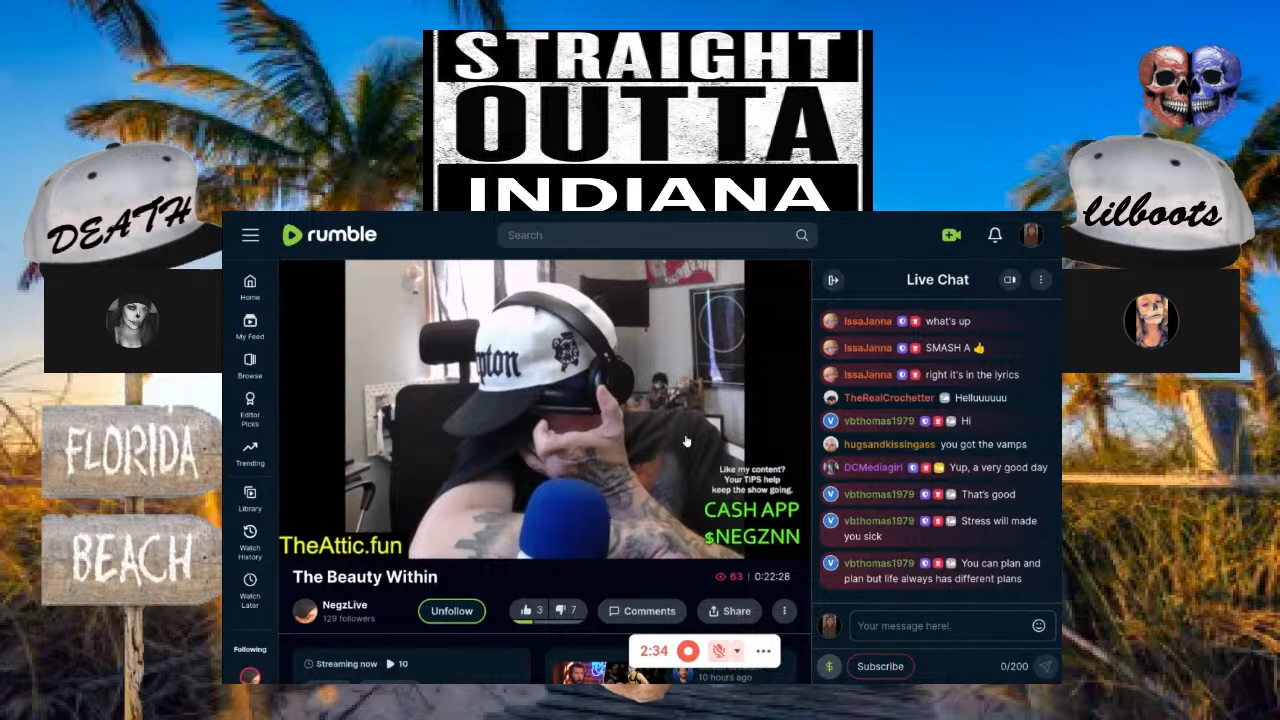 STRAIGHT
OUTTA
INDIANA
DEATH
lilboots
rumble
Search
Home
My Feed
Browse
Editor
Picks
Trending
Library
Watch
History
Watch
Later
Following
FLORIDA
BEACH
pton
Like my content?
Your TIPS help
keep the show going.
CASH APP
$NEGZNN
TheAttic.fun
The Beauty Within
63 | 0:22:28
NegzLive
129 followers
Unfollow
3
7
Comments
Share
2:34
Streaming now
10
10 hours ago
Live Chat
IssaJanna what's up
IssaJanna SMASH A 👍
IssaJanna right it's in the lyrics
TheRealCrochetter Helluuuuuu
vbthomas1979 Hi
hugsandkissingass you got the vamps
DCMediagirl Yup, a very good day
vbthomas1979 That's good
vbthomas1979 Stress will made
you sick
vbthomas1979 You can plan and
plan but life always has different plans
Your message here!
$
Subscribe
0/200